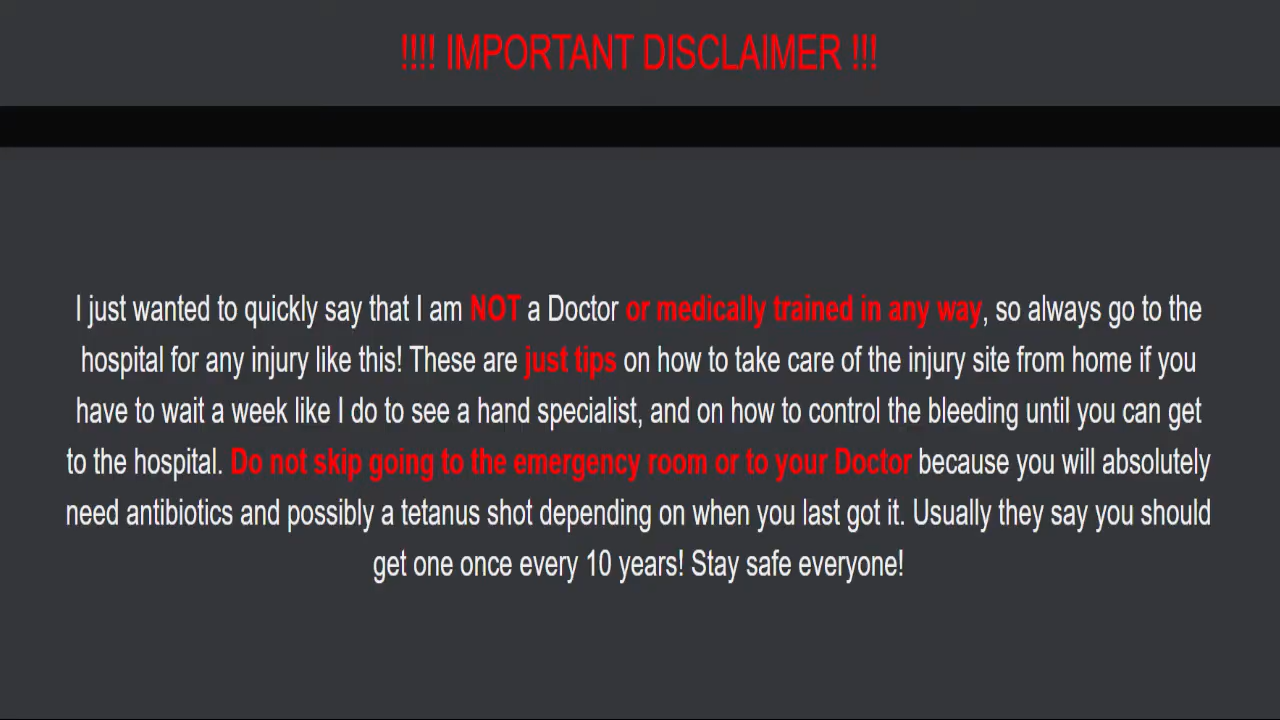 !!!! IMPORTANT DISCLAIMER !!!
I just wanted to quickly say that I am NOT a Doctor or medically trained in any way, so always go to the
hospital for any injury like this! These are just tips on how to take care of the injury site from home if you
have to wait a week like I do to see a hand specialist, and on how to control the bleeding until you can get
to the hospital. Do not skip going to the emergency room or to your Doctor because you will absolutely
need antibiotics and possibly a tetanus shot depending on when you last got it. Usually they say you should
get one once every 10 years! Stay safe everyone!